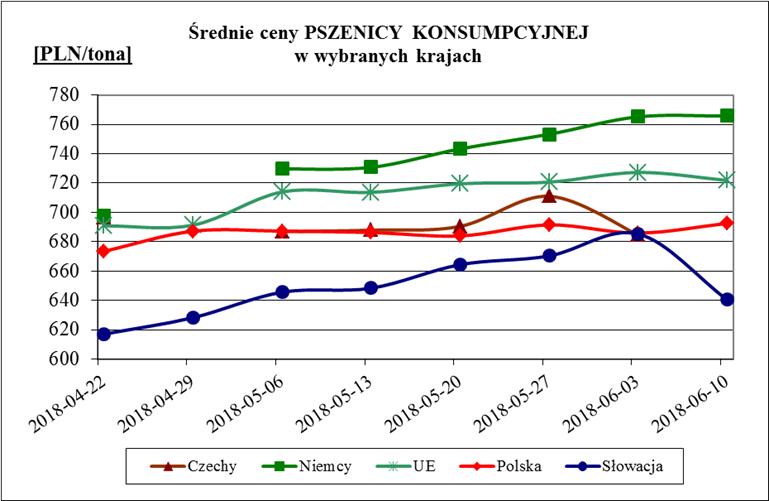 Średnie ceny PSZENICY KONSUMPCYJNEJ
w wybranych krajach
[PLN/tona]
780
760
740
720
700
680
660
640
620
600
2018-04-22
2018-04-29
2018-05-06
2018-05-13
2018-05-20
2018-05-27
2018-06-03
2018-06-10
Czechy
Niemcy
UE
Polska
Słowacja